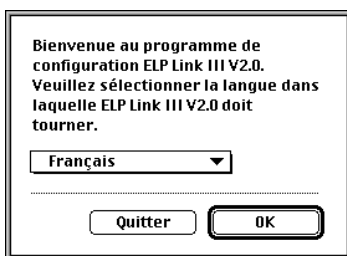 Bienvenue au programme de
configuration ELP Link III V2.0.
Veuillez sélectionner la langue dans
laquelle ELP Link III V2.0 doit
tourner.
Français
Quitter
OK